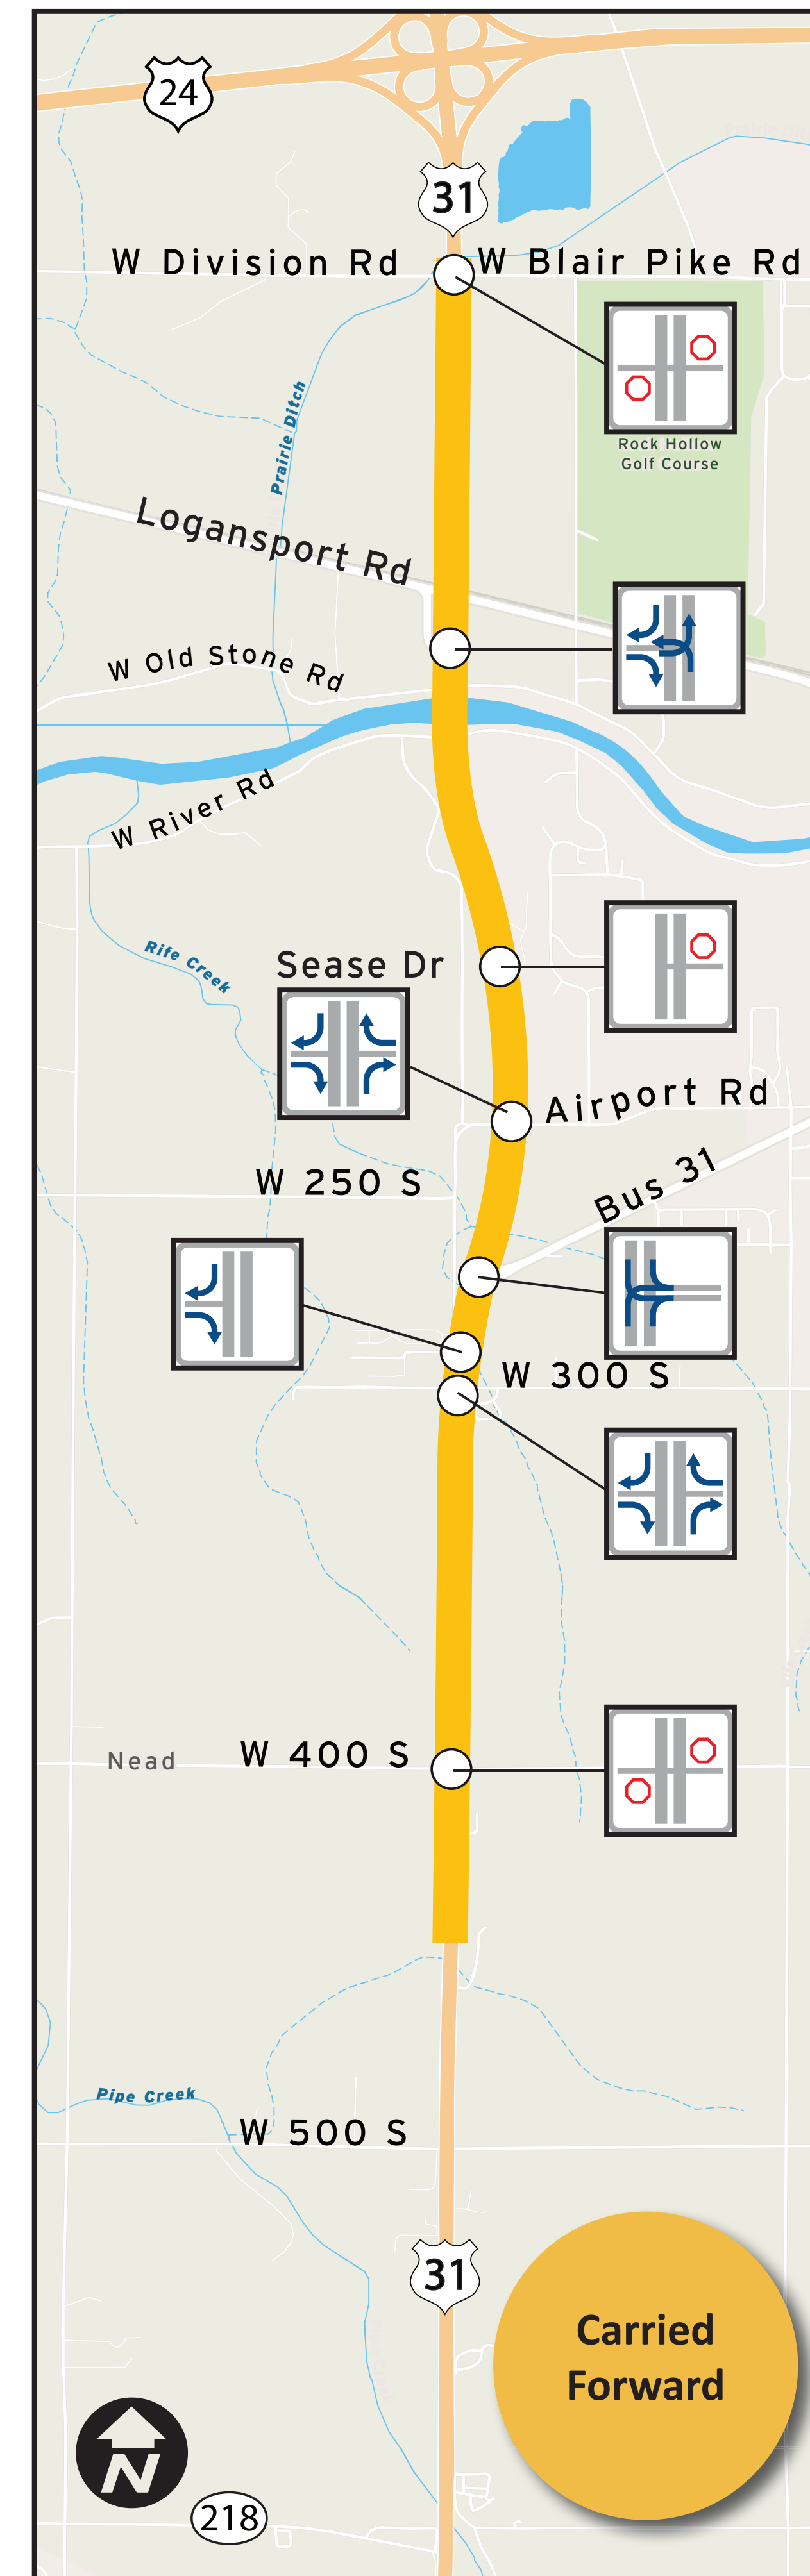 24
31
W Division Rd
W Blair Pike Rd
Prairie Ditch
Rock Hollow
Golf Course
Logansport Rd
W Old Stone Rd
W River Rd
Rife Creek
Sease Dr
Airport Rd
W 250 S
Bus 31
W 300 S
Nead
W 400 S
Pipe Creek
W 500 S
31
Carried
Forward
N
218